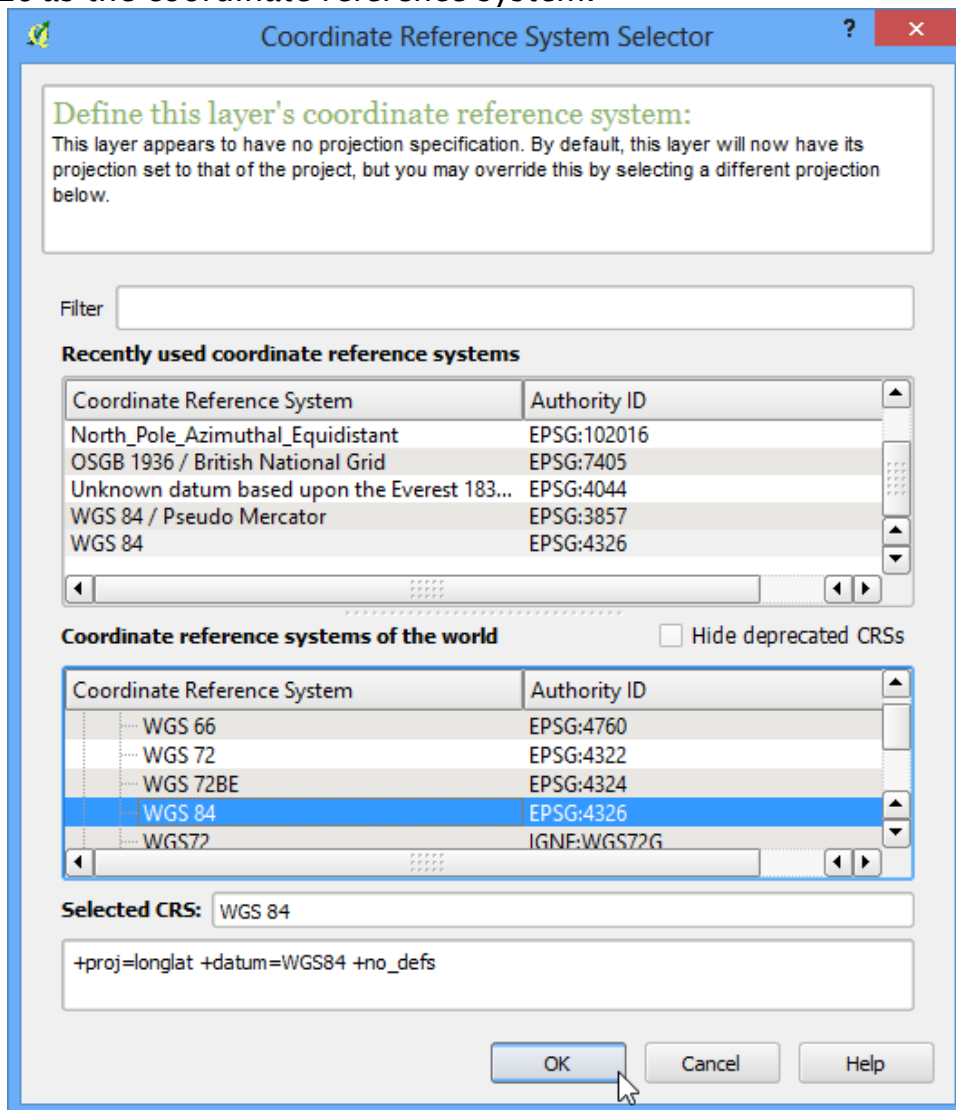 as the coordinate reference system.
Coordinate Reference System Selector
?
×
Define this layer's coordinate reference system:
This layer appears to have no projection specification. By default, this layer will now have its
projection set to that of the project, but you may override this by selecting a different projection
below.
Filter
Recently used coordinate reference systems
Coordinate Reference System Authority ID
North_Pole_Azimuthal_Equidistant EPSG:102016
OSGB 1936 / British National Grid EPSG:7405
Unknown datum based upon the Everest 183... EPSG:4044
WGS 84 / Pseudo Mercator EPSG:3857
WGS 84 EPSG:4326
Coordinate reference systems of the world Hide deprecated CRSs
Coordinate Reference System Authority ID
WGS 66 EPSG:4760
WGS 72 EPSG:4322
WGS 72BE EPSG:4324
WGS 84 EPSG:4326
WGS72 IGNF:WGS72G
Selected CRS: WGS 84
+proj=longlat +datum=WGS84 +no_defs
OK Cancel Help